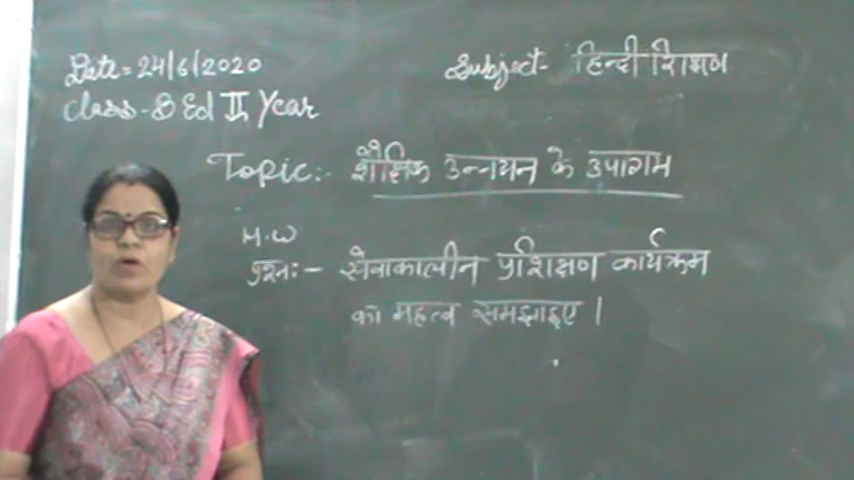 Date = 24/6/2020
Subject- हिन्दी शिक्षण
Class - B Ed II Year
Topic:- शैक्षिक उन्नयन के उपागम
H.W
प्रश्न:- सेवाकालीन प्रशिक्षण कार्यक्रम
का महत्व समझाइए ।